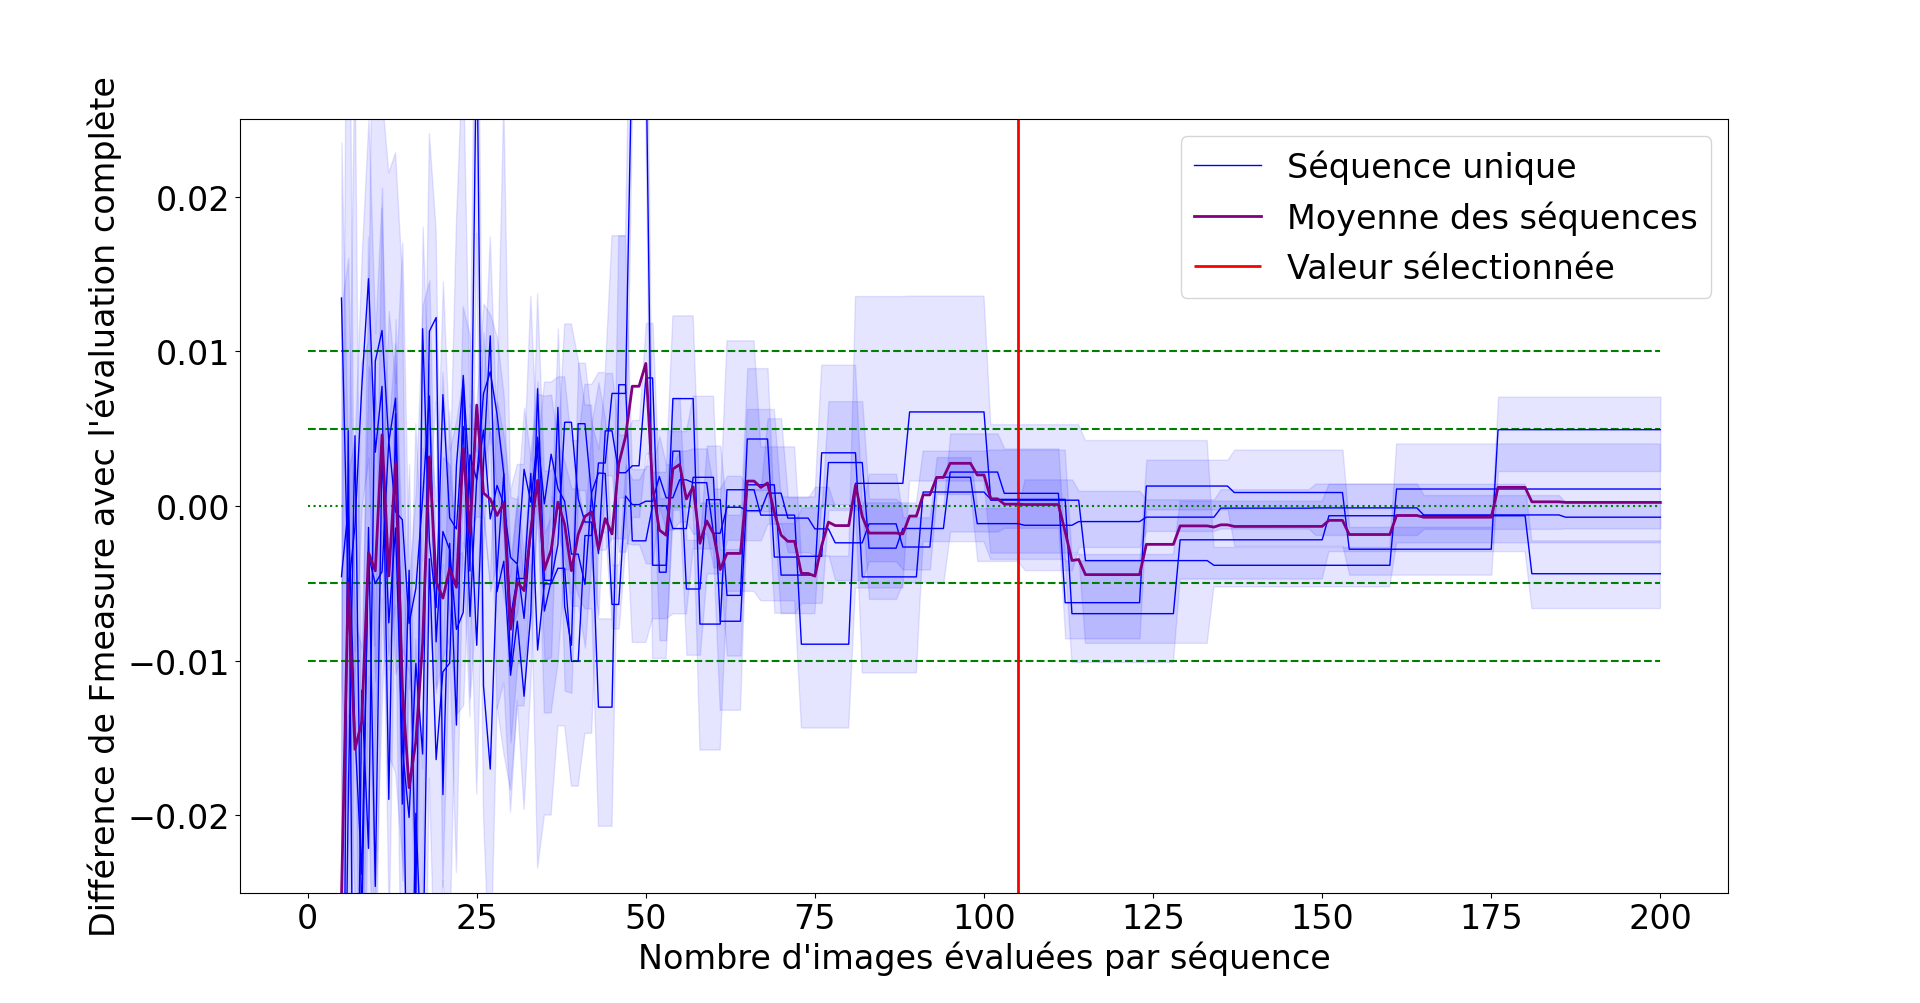 Différence de Fmeasure avec l'évaluation complète
0.02
0.01
0.00
−0.01
−0.02
Séquence unique
Moyenne des séquences
Valeur sélectionnée
0 25 50 75 100 125 150 175 200
Nombre d'images évaluées par séquence